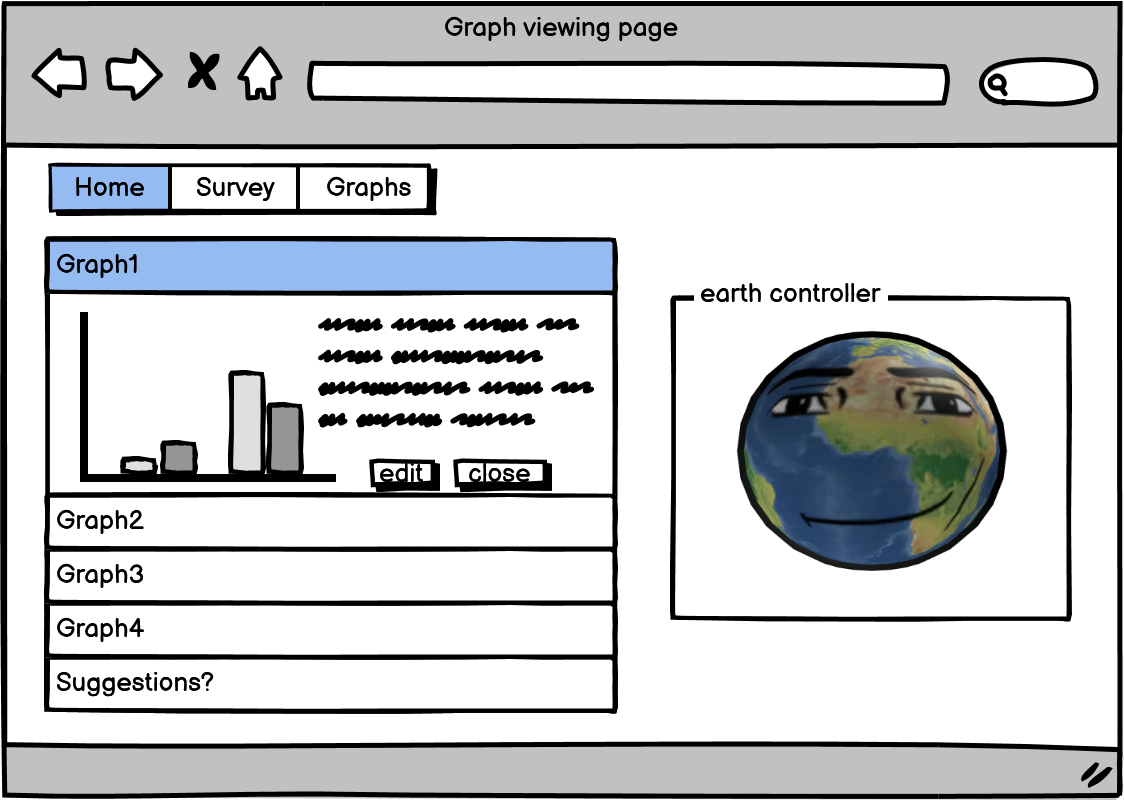 Graph viewing page
Home Survey Graphs
Graph1
edit close
Graph2
Graph3
Graph4
Suggestions?
earth controller